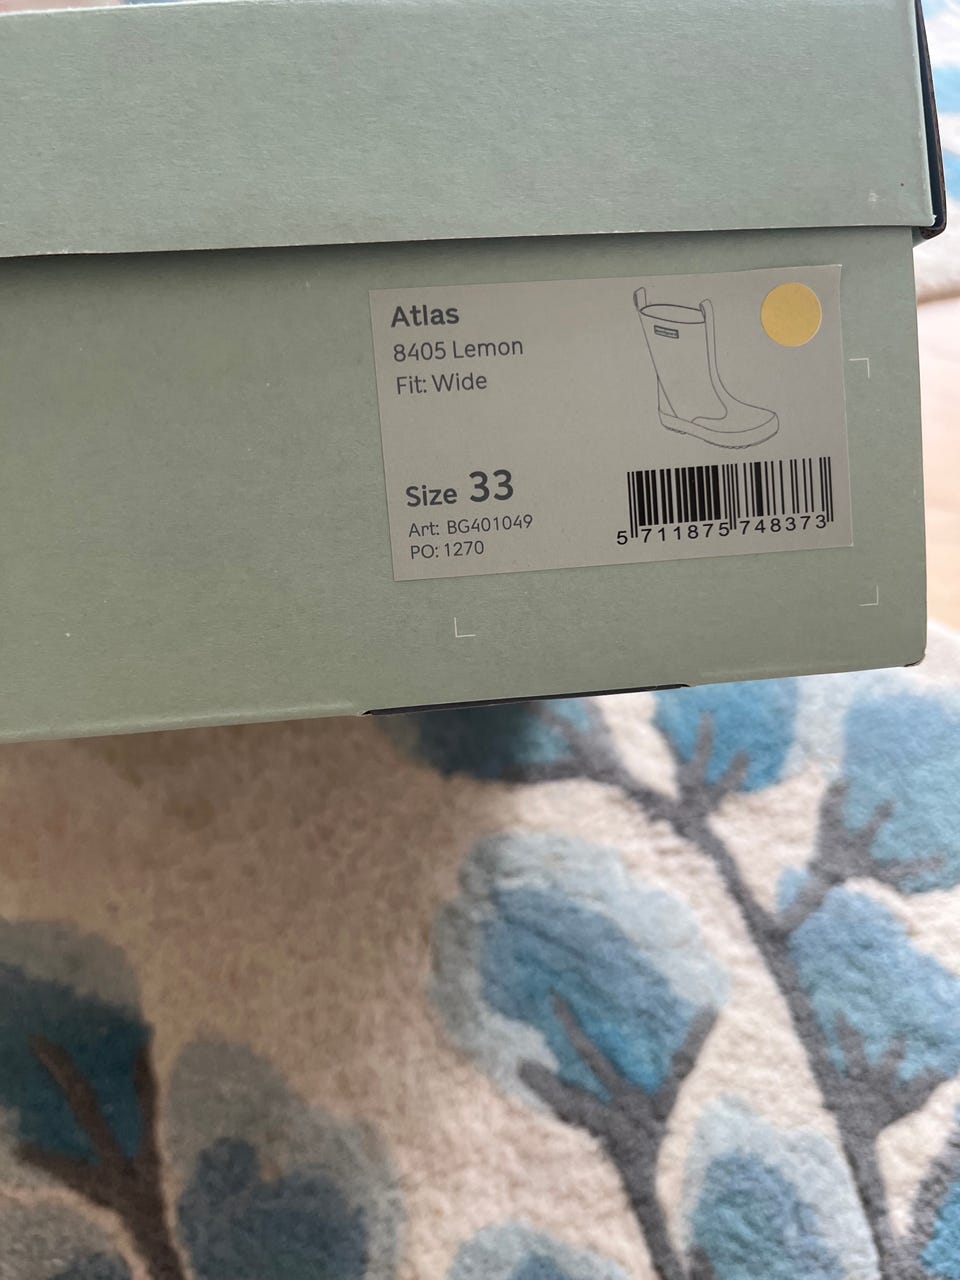 Atlas
8405 Lemon
Fit: Wide
Size 33
Art: BG401049
PO: 1270
5 711875 748373